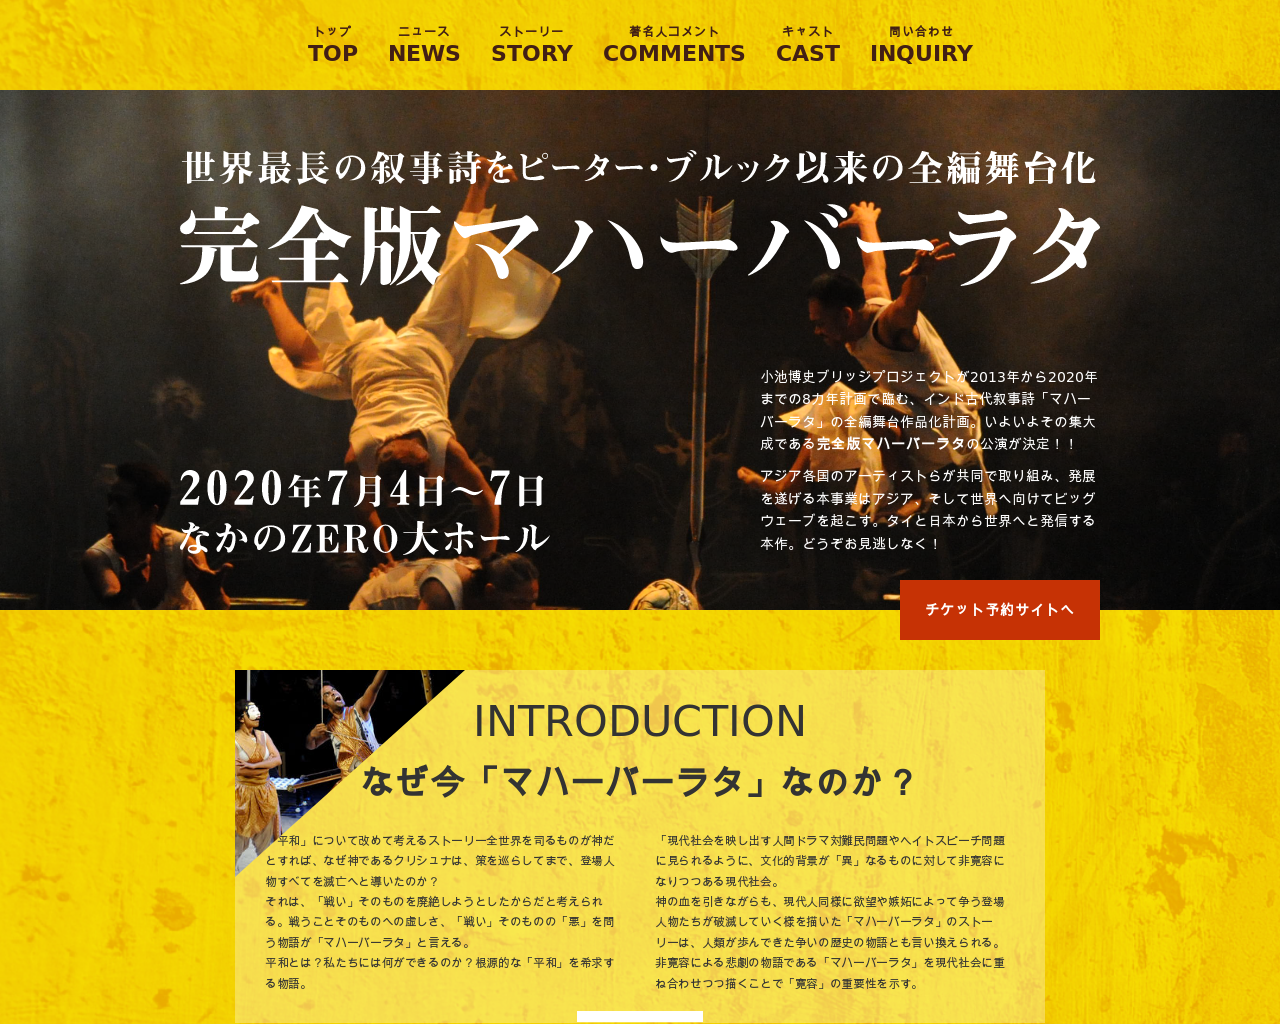 トップ
TOP
ニュース
NEWS
ストーリー
STORY
著名人コメント
COMMENTS
キャスト
CAST
問い合わせ
INQUIRY
世界最長の叙事詩をピーター・ブルック以来の全編舞台化
完全版マハーバーラタ
小池博史ブリッジプロジェクトが2013年から2020年
までの8カ年計画で臨む、インド古代叙事詩「マハー
バーラタ」の全編舞台作品化計画。いよいよその集大
成である完全版マハーバーラタの公演が決定！！
アジア各国のアーティストらが共同で取り組み、発展
を遂げる本事業はアジア、そして世界へ向けてビッグ
ウェーブを起こす。タイと日本から世界へと発信する
本作。どうぞお見逃しなく！
2020年7月4日〜7日
なかのZERO大ホール
チケット予約サイトへ
INTRODUCTION
なぜ今「マハーバーラタ」なのか？
平和」について改めて考えるストーリー全世界を司るものが神だ
とすれば、なぜ神であるクリシュナは、策を巡らしてまで、登場人
物すべてを滅亡へと導いたのか？
それは、「戦い」そのものを廃絶しようとしたからだと考えられ
る。戦うことそのものへの虚しさ、「戦い」そのものの「悪」を問
う物語が「マハーバーラタ」と言える。
平和とは？私たちには何ができるのか？根源的な「平和」を希求す
る物語。
「現代社会を映し出す人間ドラマ対難民問題やヘイトスピーチ問題
に見られるように、文化的背景が「異」なるものに対して非寛容に
なりつつある現代社会。
神の血を引きながらも、現代人同様に欲望や嫉妬によって争う登場
人物たちが破滅していく様を描いた「マハーバーラタ」のストー
リーは、人類が歩んできた争いの歴史の物語とも言い換えられる。
非寛容による悲劇の物語である「マハーバーラタ」を現代社会に重
ね合わせつつ描くことで「寛容」の重要性を示す。